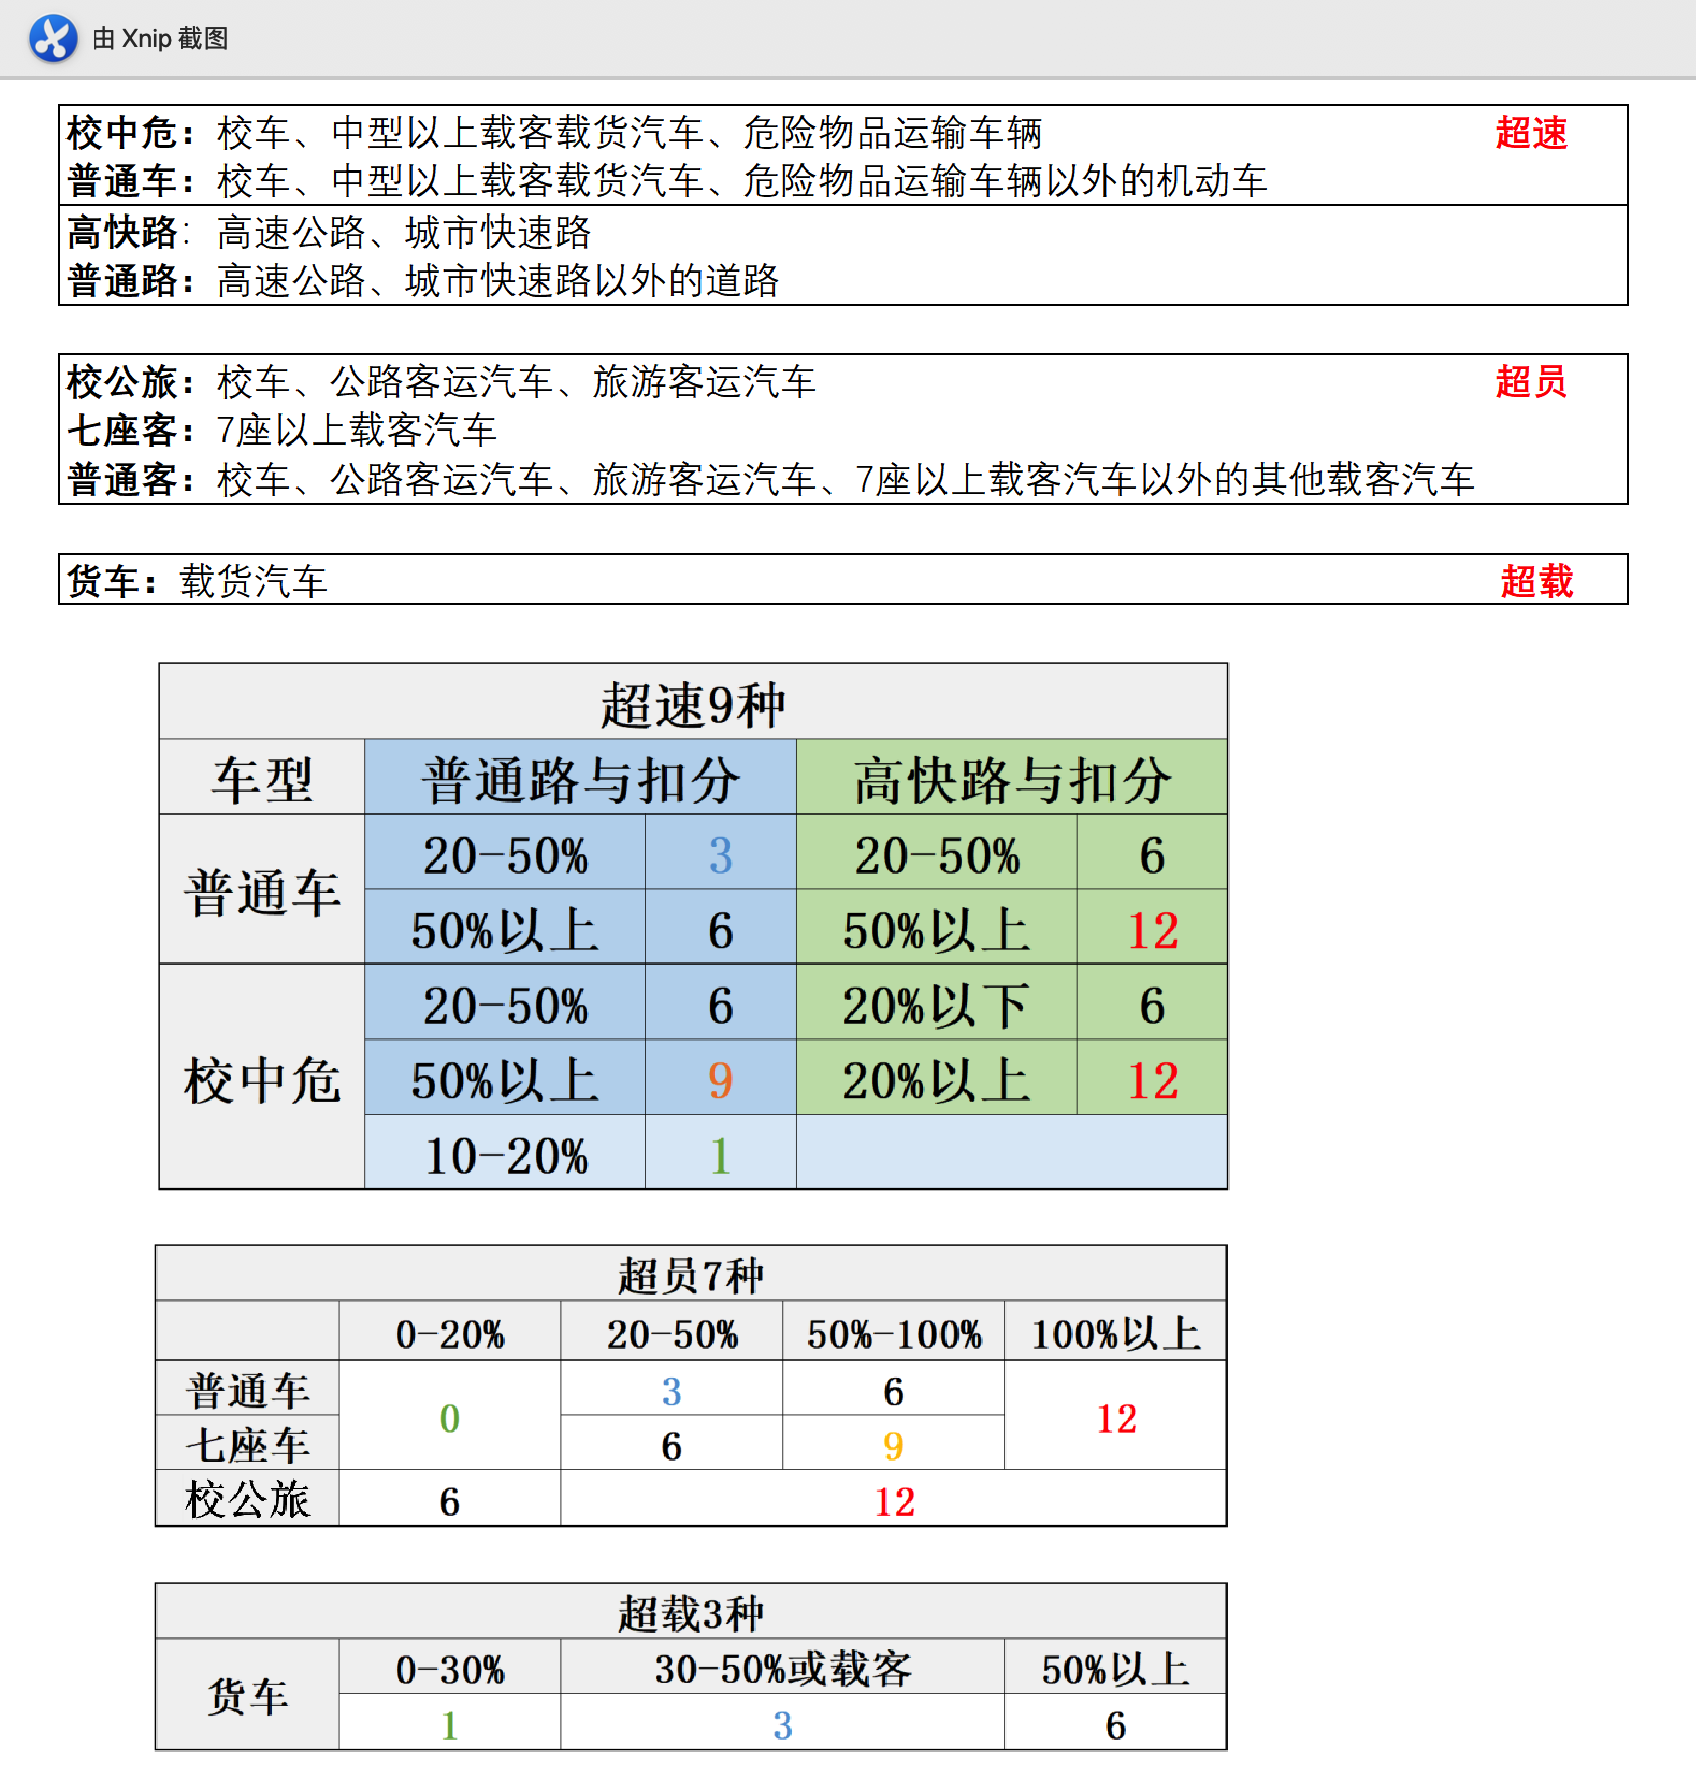 由 Xnip 截图
校中危：校车、中型以上载客载货汽车、危险物品运输车辆 超速
普通车：校车、中型以上载客载货汽车、危险物品运输车辆以外的机动车
高快路：高速公路、城市快速路
普通路：高速公路、城市快速路以外的道路
校公旅：校车、公路客运汽车、旅游客运汽车 超员
七座客：7座以上载客汽车
普通客：校车、公路客运汽车、旅游客运汽车、7座以上载客汽车以外的其他载客汽车
货车：载货汽车 超载
超速9种
车型 普通路与扣分 高快路与扣分
普通车 20-50% 3 20-50% 6
50%以上 6 50%以上 12
校中危 20-50% 6 20%以下 6
50%以上 9 20%以上 12
10-20% 1
超员7种
0-20% 20-50% 50%-100% 100%以上
普通车 0 3 6 12
七座车 6 9
校公旅 6 12
超载3种
货车 0-30% 30-50%或载客 50%以上
1 3 6